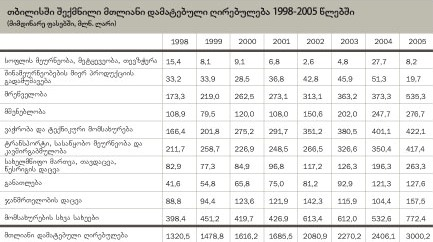 თბილისში შექმნილი მთლიანი დამატებული ღირებულება 1998-2005 წლებში
(მიმდინარე ფასებში, მლნ. ლარი)
1998 1999 2000 2001 2002 2003 2004 2005
სოფლის მეურნეობა, მეტყევეობა, თევზჭერა 15,4 8,1 9,1 6,8 2,6 4,8 27,7 8,2
შინამეურნეობების მიერ პროდუქციის
გადამუშავება 33,2 33,9 28,5 36,8 42,8 45,9 51,3 19,7
მრეწველობა 173,3 219,0 262,5 273,1 313,1 363,2 373,3 535,3
მშენებლობა 108,9 79,5 120,0 108,0 150,6 202,0 247,7 276,7
ვაჭრობა და ტექნიკური მომსახურება 166,4 201,8 275,2 291,7 351,2 380,5 401,1 422,1
ტრანსპორტი, სასაწყობო მეურნეობა და
კავშირგაბმულობა 211,7 258,7 226,9 248,5 266,5 326,6 350,4 417,4
სახელმწიფო მართვა, თავდაცვა,
წესრიგის დაცვა 82,9 77,3 84,9 96,8 117,2 126,3 196,3 263,3
განათლება 41,6 54,8 65,8 75,0 81,2 92,9 121,3 127,6
ჯანმრთელობის დაცვა 88,8 94,4 123,6 121,9 142,3 115,9 104,4 157,5
მომსახურების სხვა სახეები 398,4 451,2 419,7 426,9 613,4 612,0 532,6 772,4
მთლიანი დამატებული ღირებულება 1320,5 1478,8 1616,2 1685,5 2080,9 2270,2 2406,1 3000,2